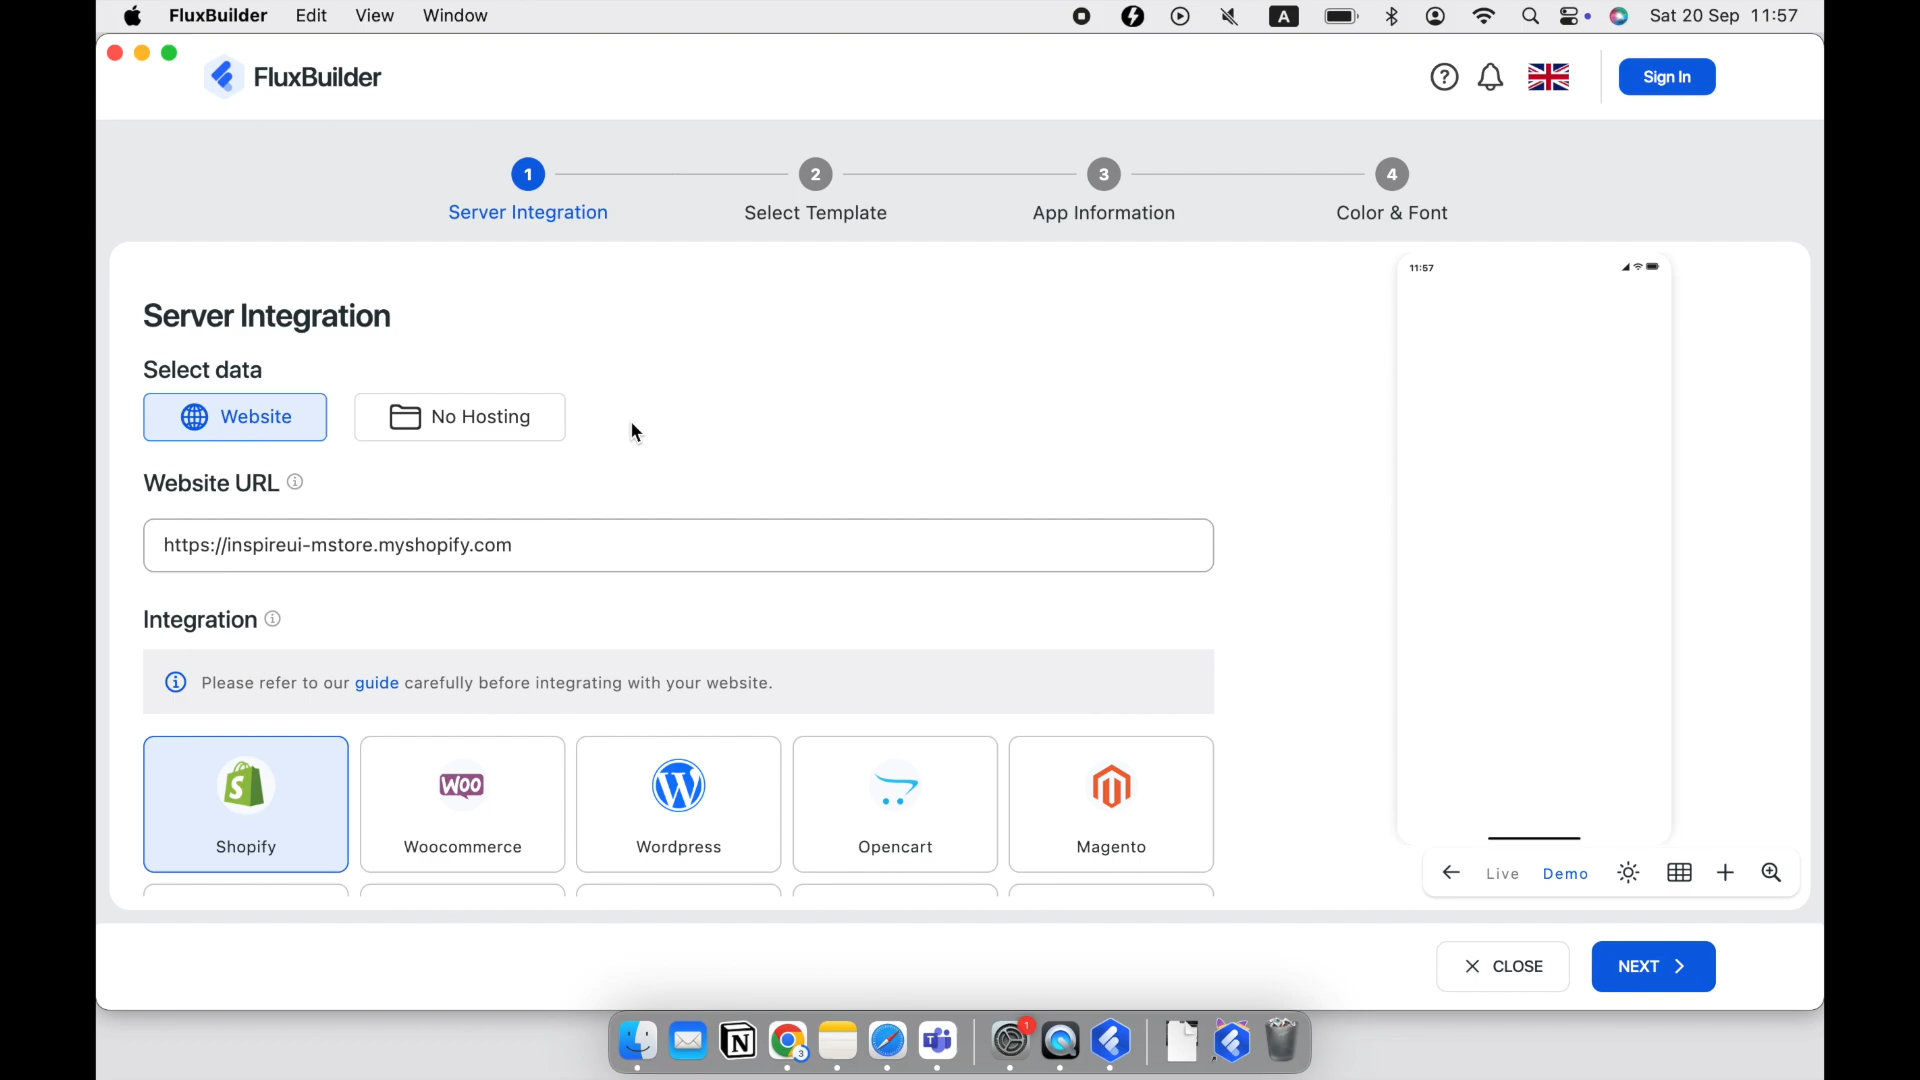 FluxBuilder Edit View Window A Sat 20 Sep 11:57
FluxBuilder
? Sign In
1 2 3 4
Server Integration Select Template App Information Color & Font
11:57
Server Integration
Select data
Website No Hosting
Website URL
https://inspireui-mstore.myshopify.com
Integration
Please refer to our guide carefully before integrating with your website.
WOO
Shopify Woocommerce Wordpress Opencart Magento
Live Demo
CLOSE NEXT
3 1